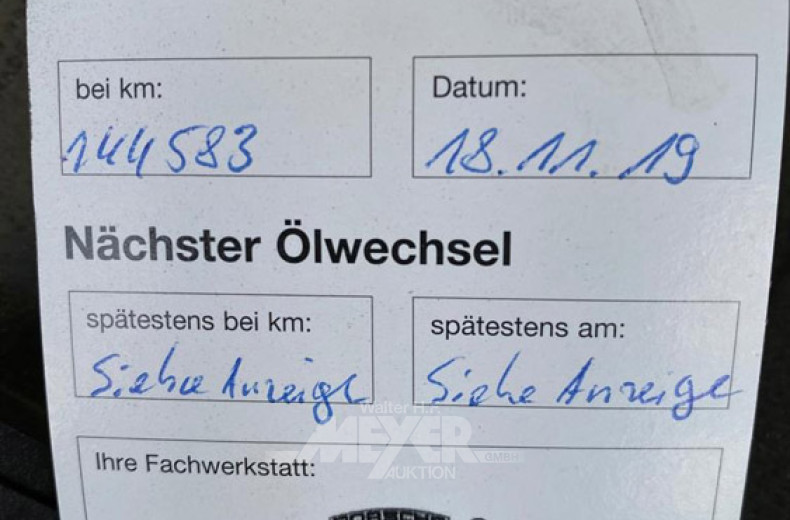 bei km:
144583
Datum:
18.11.19
Nächster Ölwechsel
spätestens bei km:
Siehe Anzeige
spätestens am:
Siehe Anzeige
Walter H.F.
MEYER
GMBH
AUKTION
Ihre Fachwerkstatt:
PORSCHE